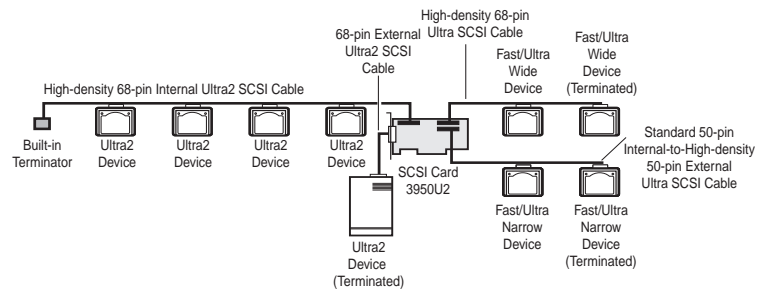 High-density 68-pin
Ultra SCSI Cable
68-pin External
Ultra2 SCSI
Cable
Fast/Ultra
Wide
Device
Fast/Ultra
Wide
Device
(Terminated)
High-density 68-pin Internal Ultra2 SCSI Cable
Built-in
Terminator
Ultra2
Device
Ultra2
Device
Ultra2
Device
Ultra2
Device
SCSI Card
3950U2
Standard 50-pin
Internal-to-High-density
50-pin External
Ultra SCSI Cable
Ultra2
Device
(Terminated)
Fast/Ultra
Narrow
Device
Fast/Ultra
Narrow
Device
(Terminated)